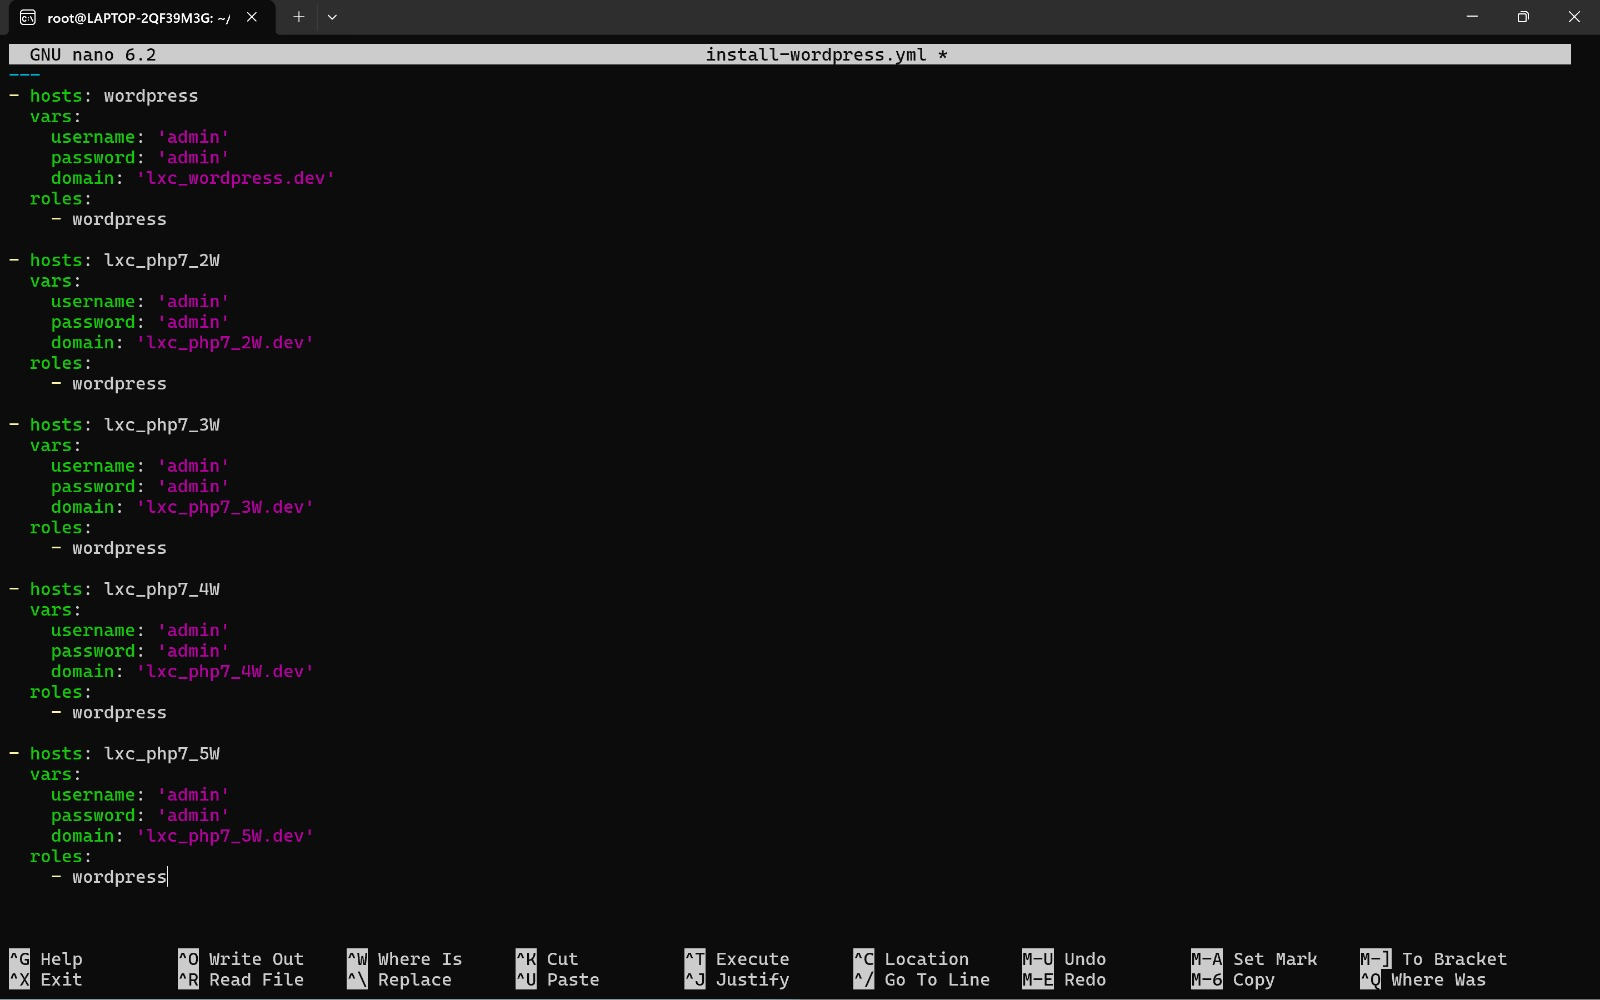 root@LAPTOP-2QF39M3G: ~/
GNU nano 6.2 install-wordpress.yml *
---
- hosts: wordpress
  vars:
    username: 'admin'
    password: 'admin'
    domain: 'lxc_wordpress.dev'
  roles:
    - wordpress

- hosts: lxc_php7_2W
  vars:
    username: 'admin'
    password: 'admin'
    domain: 'lxc_php7_2W.dev'
  roles:
    - wordpress

- hosts: lxc_php7_3W
  vars:
    username: 'admin'
    password: 'admin'
    domain: 'lxc_php7_3W.dev'
  roles:
    - wordpress

- hosts: lxc_php7_4W
  vars:
    username: 'admin'
    password: 'admin'
    domain: 'lxc_php7_4W.dev'
  roles:
    - wordpress

- hosts: lxc_php7_5W
  vars:
    username: 'admin'
    password: 'admin'
    domain: 'lxc_php7_5W.dev'
  roles:
    - wordpress

^G Help ^O Write Out ^W Where Is ^K Cut ^T Execute ^C Location M-U Undo M-A Set Mark M-] To Bracket
^X Exit ^R Read File ^\ Replace ^U Paste ^J Justify ^/ Go To Line M-E Redo M-6 Copy ^Q Where Was